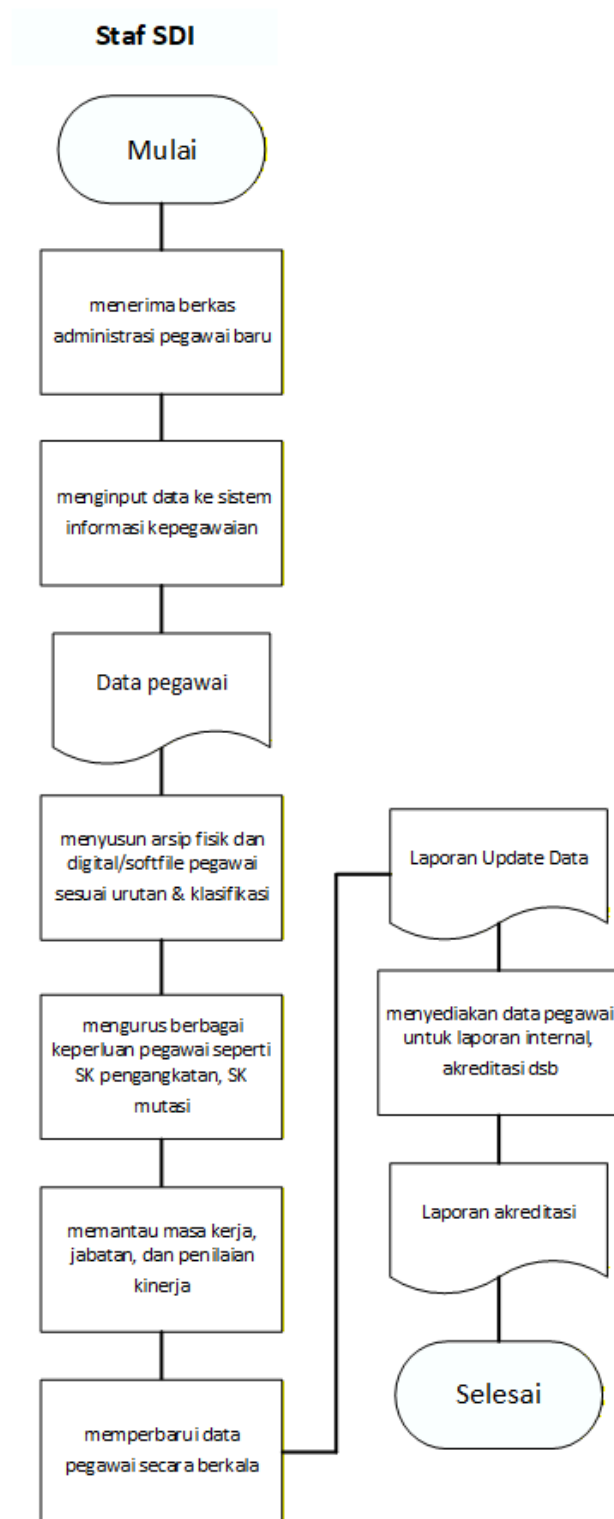 Staf SDI
Mulai
menerima berkas
administrasi pegawai baru
menginput data ke sistem
informasi kepegawaian
Data pegawai
menyusun arsip fisik dan
digital/softfile pegawai
sesuai urutan & klasifikasi
mengurus berbagai
keperluan pegawai seperti
SK pengangkatan, SK
mutasi
memantau masa kerja,
jabatan, dan penilaian
kinerja
memperbarui data
pegawai secara berkala
Laporan Update Data
menyediakan data pegawai
untuk laporan internal,
akreditasi dsb
Laporan akreditasi
Selesai